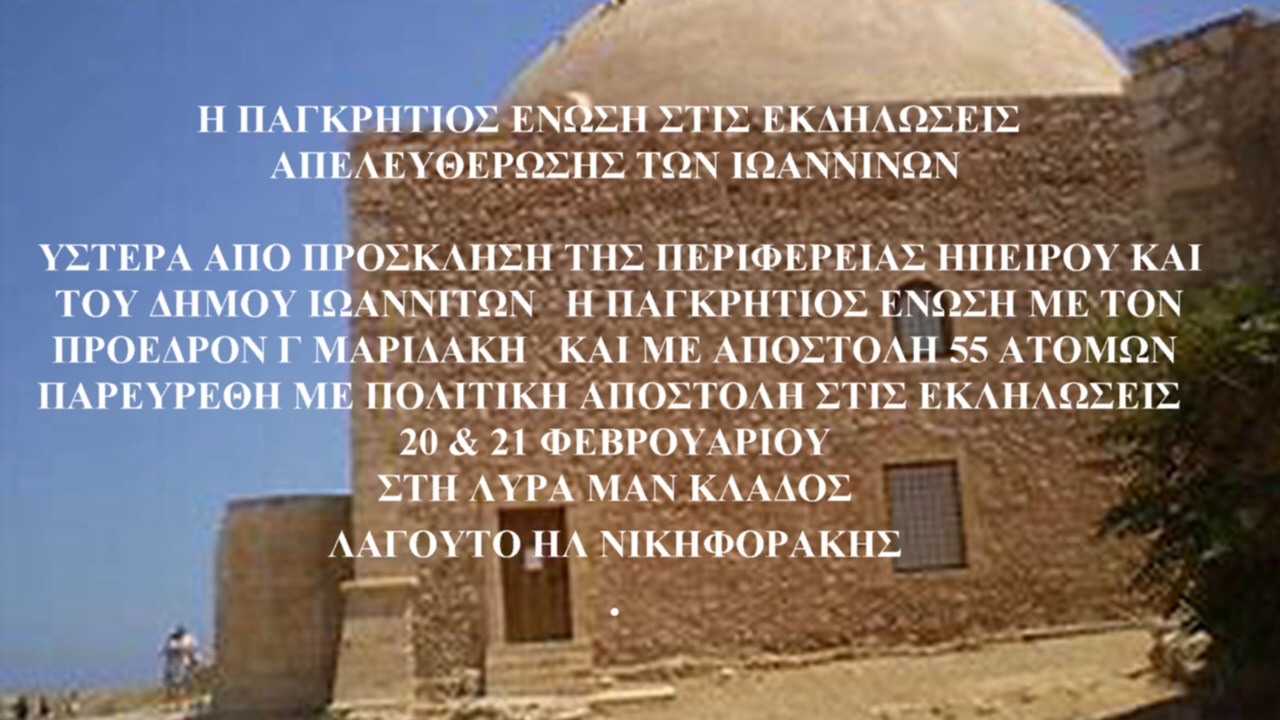 Η ΠΑΓΚΡΗΤΙΟΣ ΕΝΩΣΗ ΣΤΙΣ ΕΚΔΗΛΩΣΕΙΣ
ΑΠΕΛΕΥΘΕΡΩΣΗΣ ΤΩΝ ΙΩΑΝΝΙΝΩΝ
ΥΣΤΕΡΑ ΑΠΟ ΠΡΟΣΚΛΗΣΗ ΤΗΣ ΠΕΡΙΦΕΡΕΙΑΣ ΗΠΕΙΡΟΥ ΚΑΙ
ΤΟΥ ΔΗΜΟΥ ΙΩΑΝΝΙΤΩΝ Η ΠΑΓΚΡΗΤΙΟΣ ΕΝΩΣΗ ΜΕ ΤΟΝ
ΠΡΟΕΔΡΟΝ Γ ΜΑΡΙΔΑΚΗ ΚΑΙ ΜΕ ΑΠΟΣΤΟΛΗ 55 ΑΤΟΜΩΝ
ΠΑΡΕΥΡΕΘΗ ΜΕ ΠΟΛΙΤΙΚΗ ΑΠΟΣΤΟΛΗ ΣΤΙΣ ΕΚΛΗΛΩΣΕΙΣ
20 & 21 ΦΕΒΡΟΥΑΡΙΟΥ
ΣΤΗ ΛΥΡΑ ΜΑΝ ΚΛΑΔΟΣ
ΛΑΓΟΥΤΟ ΗΛ ΝΙΚΗΦΟΡΑΚΗΣ
.